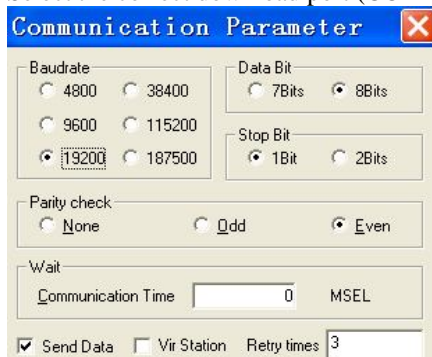 Communication Parameter
Baudrate
4800 38400
9600 115200
19200 187500
Data Bit
7Bits 8Bits
Stop Bit
1Bit 2Bits
Parity check
None Odd Even
Wait
Communication Time 0 MSEL
Send Data Vir Station Retry times 3